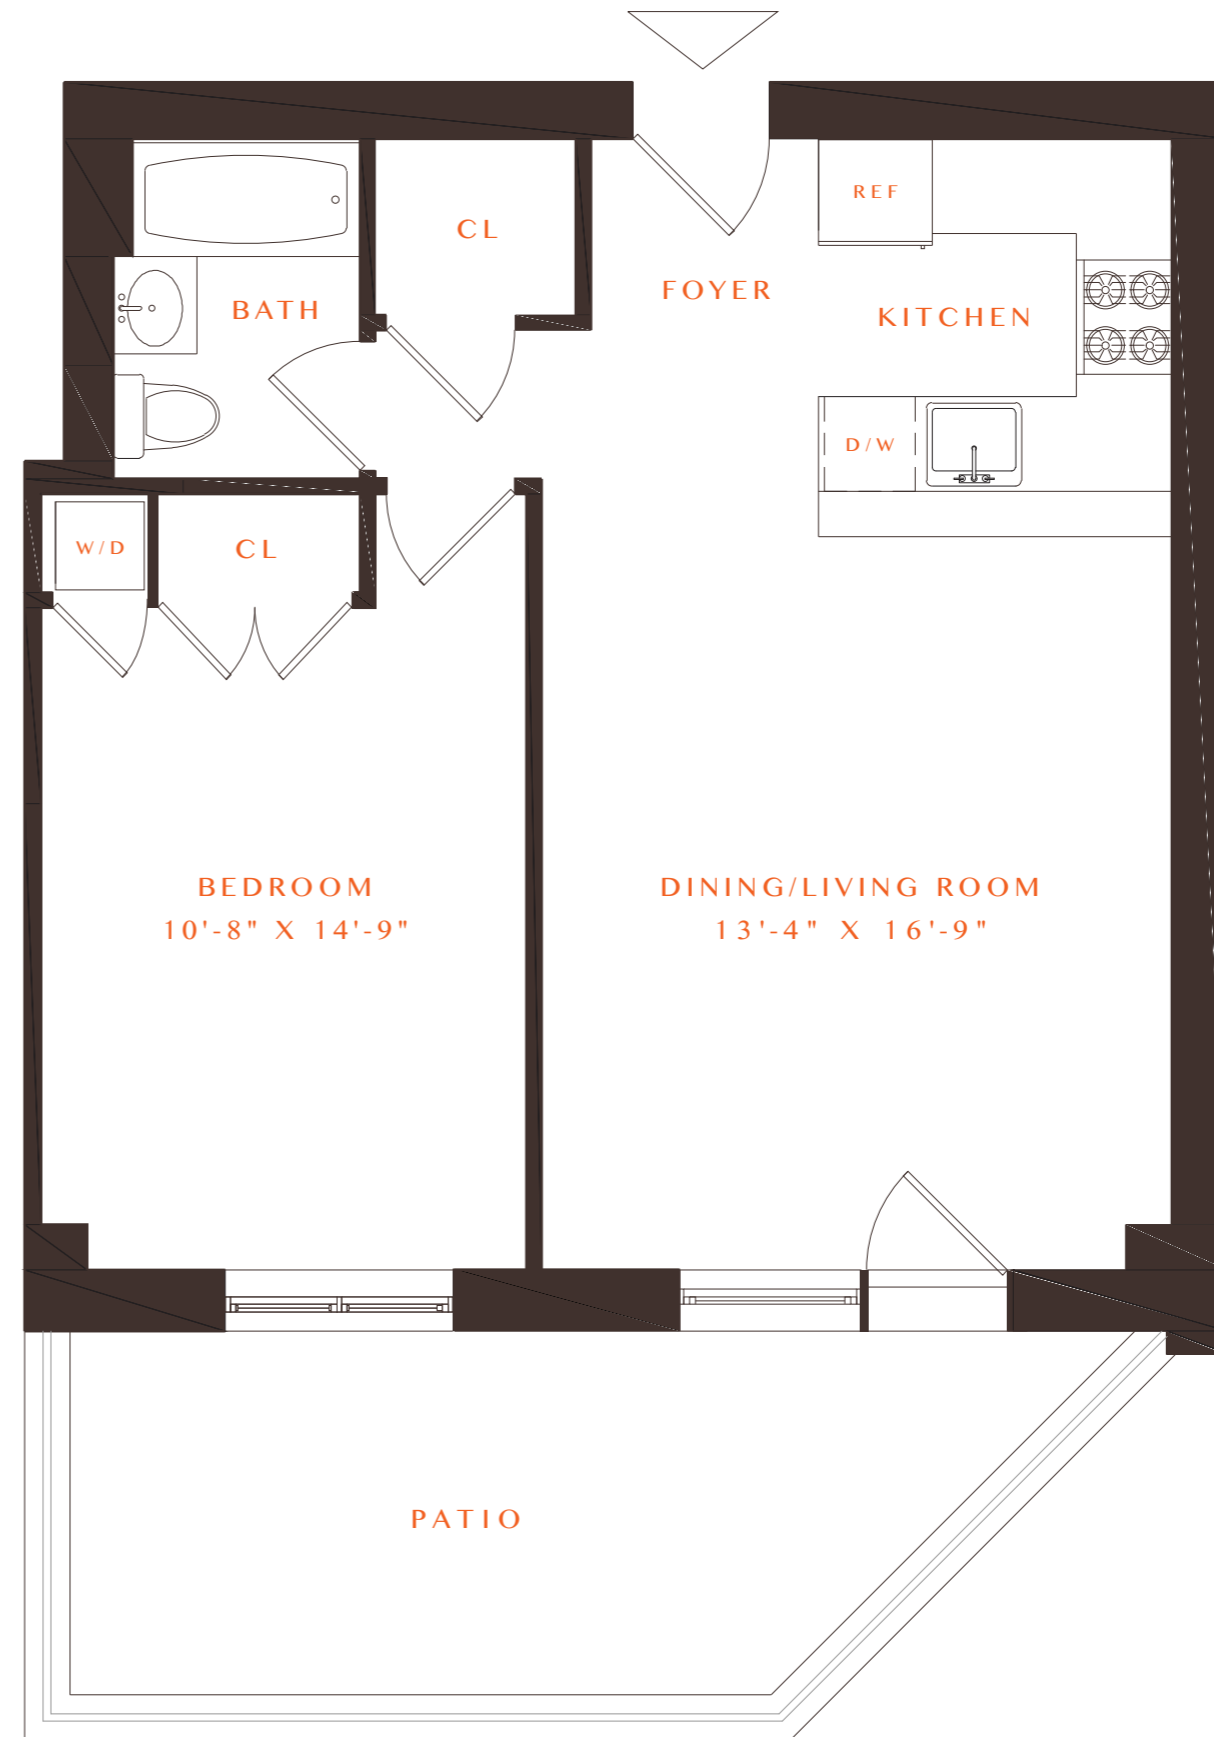 REF
CL
FOYER
BATH
KITCHEN
D/W
W/D
CL
BEDROOM
10'-8" X 14'-9"
DINING/LIVING ROOM
13'-4" X 16'-9"
PATIO